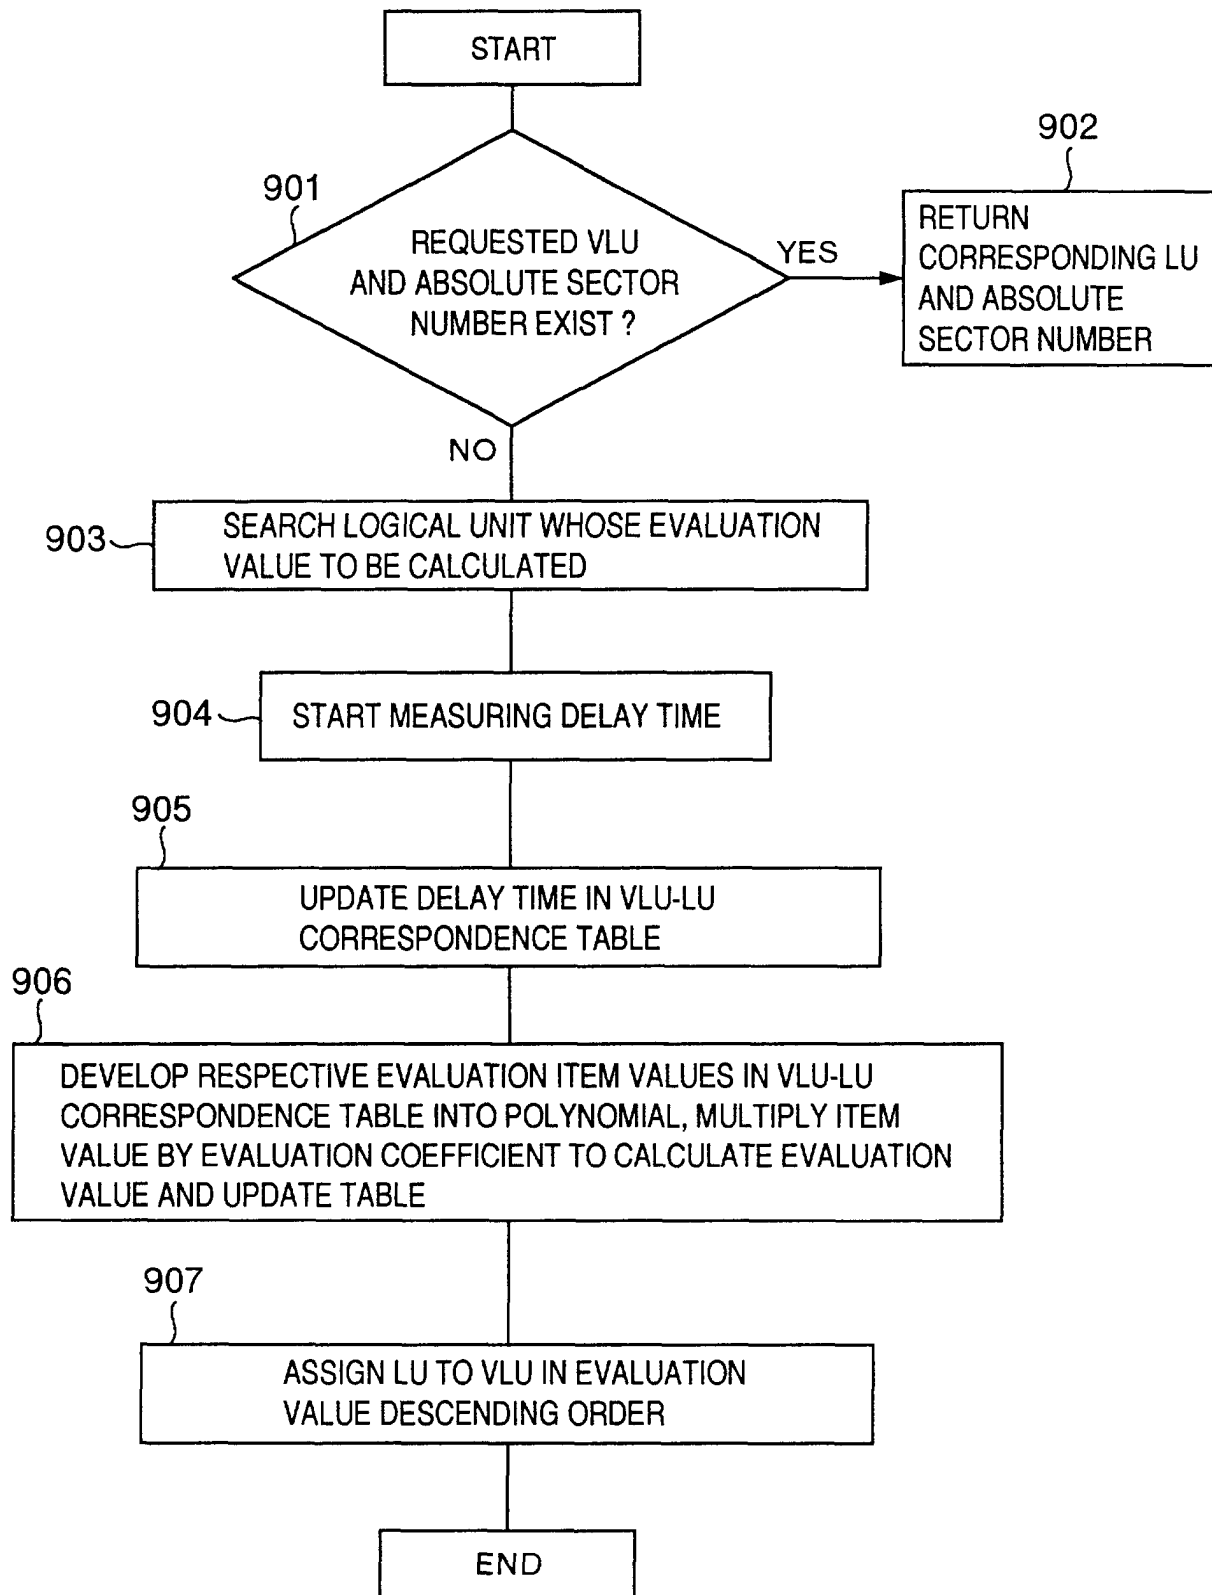 START
902
901
REQUESTED VLU
AND ABSOLUTE SECTOR
NUMBER EXIST ?
YES
RETURN
CORRESPONDING LU
AND ABSOLUTE
SECTOR NUMBER
NO
903
SEARCH LOGICAL UNIT WHOSE EVALUATION
VALUE TO BE CALCULATED
904
START MEASURING DELAY TIME
905
UPDATE DELAY TIME IN VLU-LU
CORRESPONDENCE TABLE
906
DEVELOP RESPECTIVE EVALUATION ITEM VALUES IN VLU-LU
CORRESPONDENCE TABLE INTO POLYNOMIAL, MULTIPLY ITEM
VALUE BY EVALUATION COEFFICIENT TO CALCULATE EVALUATION
VALUE AND UPDATE TABLE
907
ASSIGN LU TO VLU IN EVALUATION
VALUE DESCENDING ORDER
END